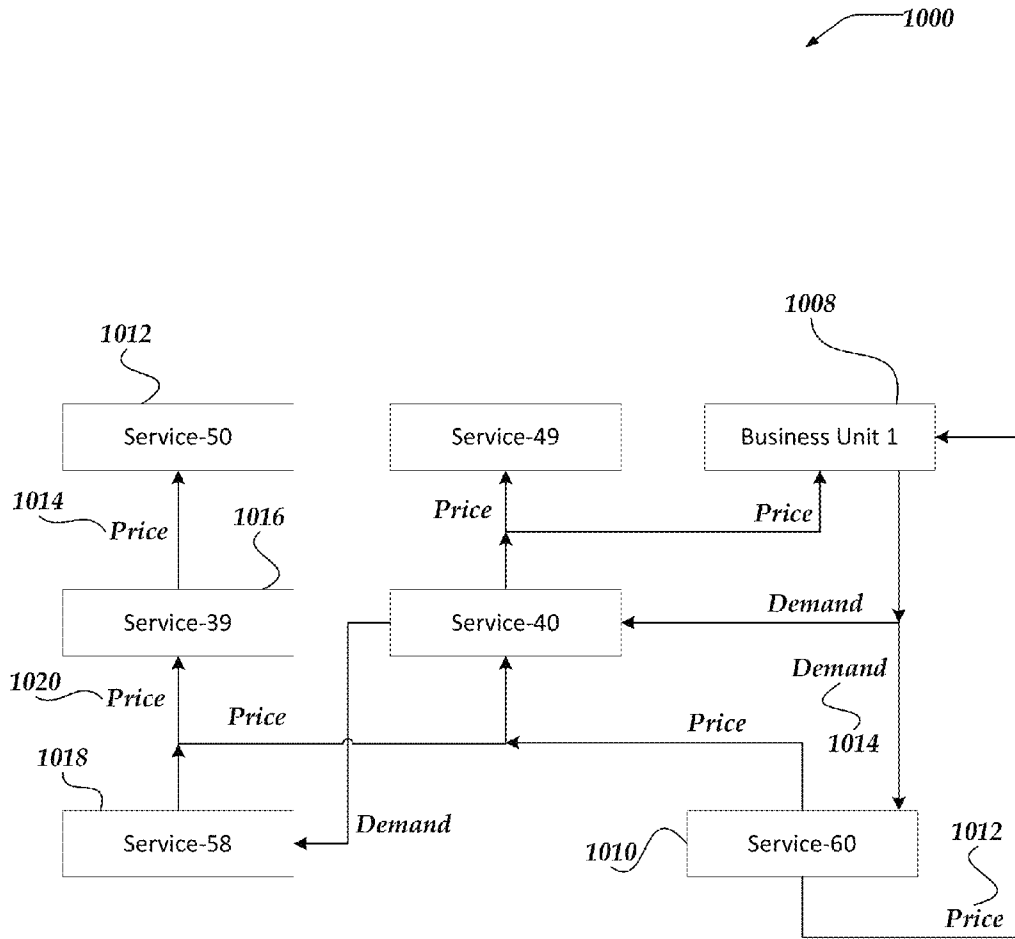 1000
1008
1012
Service-50
Service-49
Business Unit 1
1014
Price
1016
Price
Price
Service-39
Service-40
Demand
1020
Price
Price
Price
Demand
1014
1018
Service-58
Demand
1010
Service-60
1012
Price